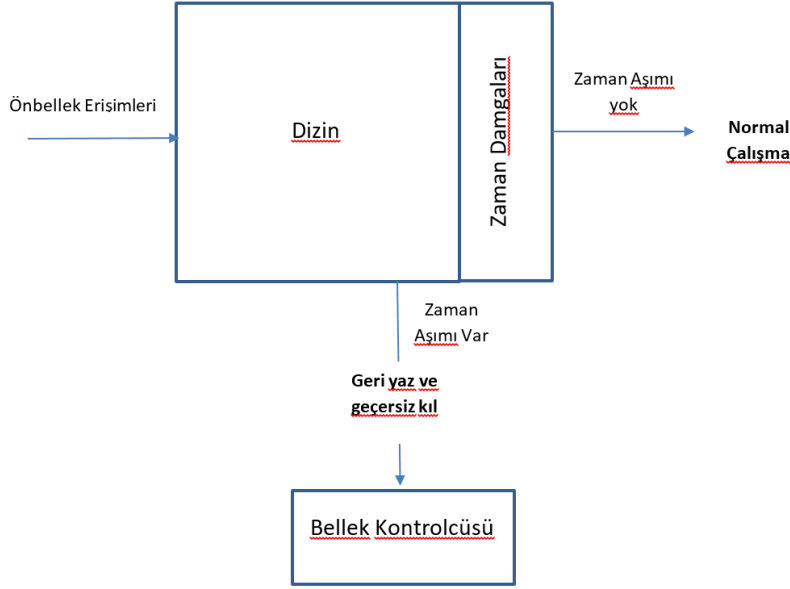 Önbellek Erisimleri
Dizin
Zaman Damgaları
Zaman Aşımı
yok
Normal
Çalışma
Zaman
Aşımı Var
Geri yaz ve
geçersiz kıl
Bellek Kontrolcüsü